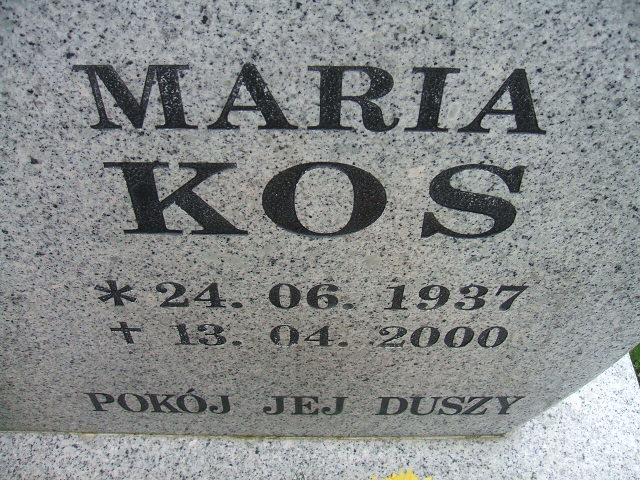 MARIA
KOS
* 24. 06. 1937
† 13. 04. 2000
POKÓJ JEJ DUSZY